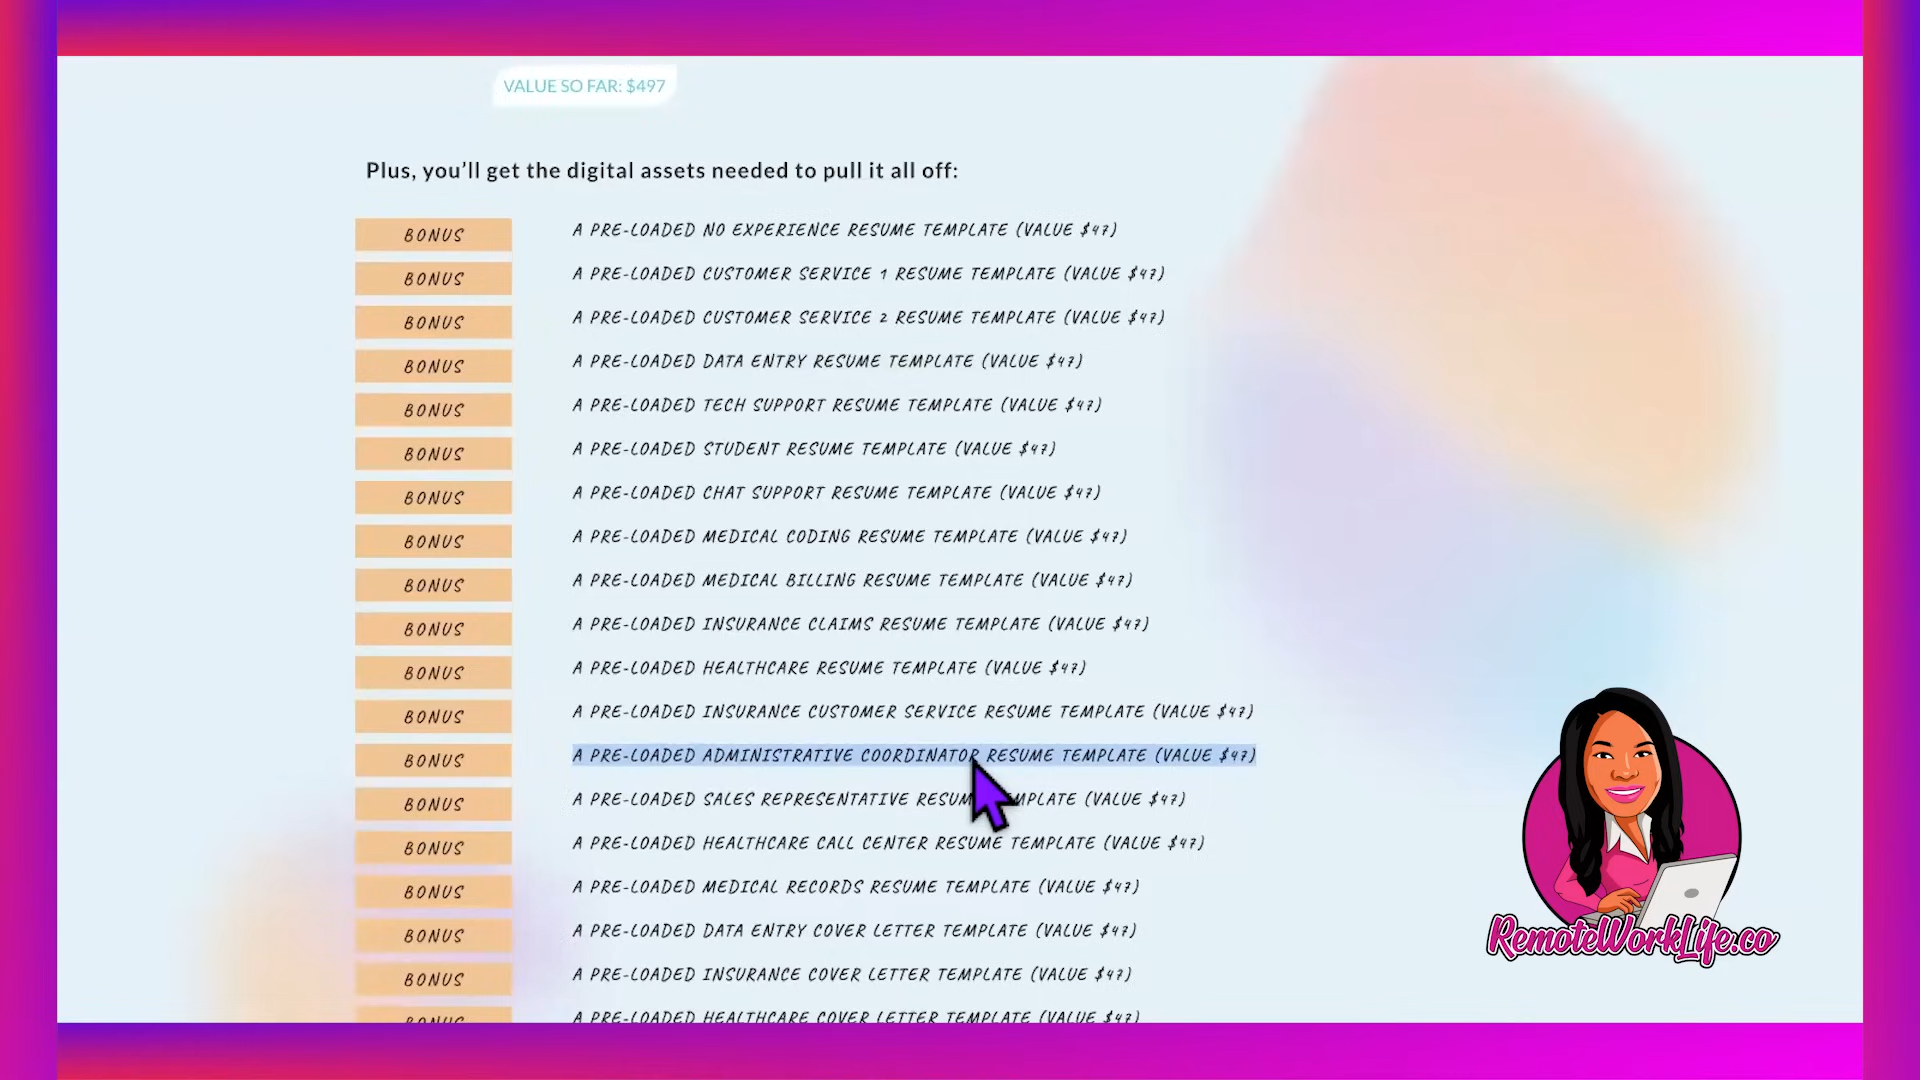 VALUE SO FAR: $497
Plus, you’ll get the digital assets needed to pull it all off:
BONUS A PRE-LOADED NO EXPERIENCE RESUME TEMPLATE (VALUE $47)
BONUS A PRE-LOADED CUSTOMER SERVICE 1 RESUME TEMPLATE (VALUE $47)
BONUS A PRE-LOADED CUSTOMER SERVICE 2 RESUME TEMPLATE (VALUE $47)
BONUS A PRE-LOADED DATA ENTRY RESUME TEMPLATE (VALUE $47)
BONUS A PRE-LOADED TECH SUPPORT RESUME TEMPLATE (VALUE $47)
BONUS A PRE-LOADED STUDENT RESUME TEMPLATE (VALUE $47)
BONUS A PRE-LOADED CHAT SUPPORT RESUME TEMPLATE (VALUE $47)
BONUS A PRE-LOADED MEDICAL CODING RESUME TEMPLATE (VALUE $47)
BONUS A PRE-LOADED MEDICAL BILLING RESUME TEMPLATE (VALUE $47)
BONUS A PRE-LOADED INSURANCE CLAIMS RESUME TEMPLATE (VALUE $47)
BONUS A PRE-LOADED HEALTHCARE RESUME TEMPLATE (VALUE $47)
BONUS A PRE-LOADED INSURANCE CUSTOMER SERVICE RESUME TEMPLATE (VALUE $47)
BONUS A PRE-LOADED ADMINISTRATIVE COORDINATOR RESUME TEMPLATE (VALUE $47)
BONUS A PRE-LOADED SALES REPRESENTATIVE RESUME TEMPLATE (VALUE $47)
BONUS A PRE-LOADED HEALTHCARE CALL CENTER RESUME TEMPLATE (VALUE $47)
BONUS A PRE-LOADED MEDICAL RECORDS RESUME TEMPLATE (VALUE $47)
BONUS A PRE-LOADED DATA ENTRY COVER LETTER TEMPLATE (VALUE $47)
BONUS A PRE-LOADED INSURANCE COVER LETTER TEMPLATE (VALUE $47)
BONUS A PRE-LOADED HEALTHCARE COVER LETTER TEMPLATE (VALUE $47)
RemoteWorkLife.co